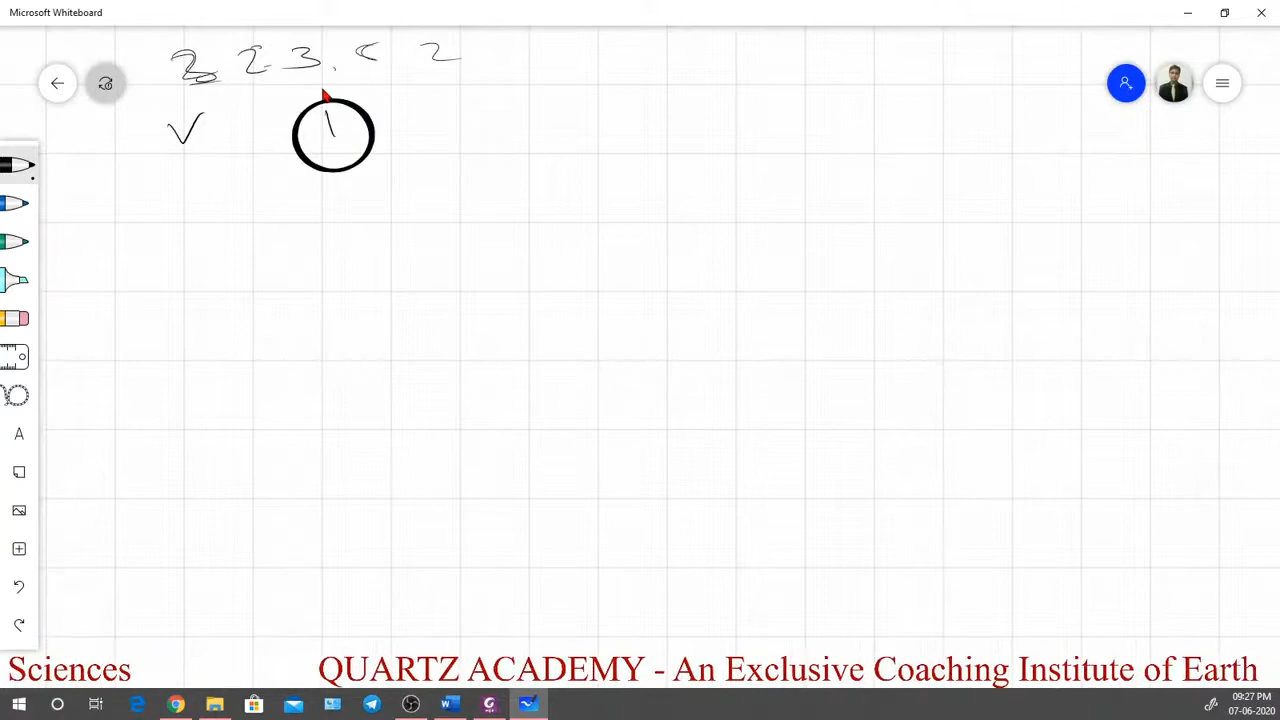 Microsoft Whiteboard
2 2 3 . 2
V
A
Sciences QUARTZ ACADEMY - An Exclusive Coaching Institute of Earth
09:27 PM
07-06-2020